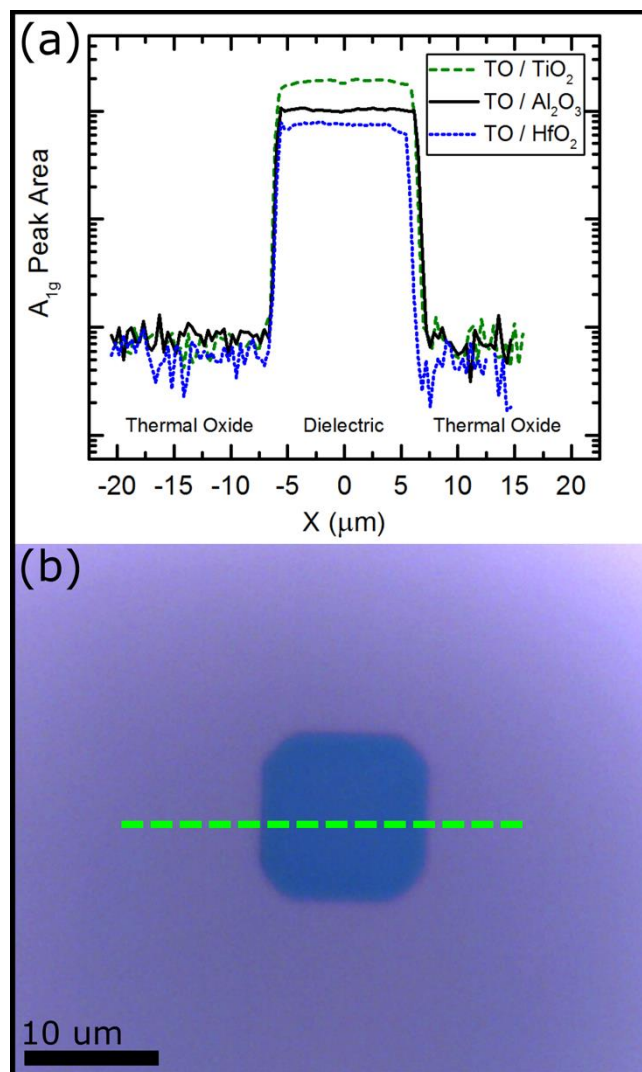 (a)
TO / TiO₂
TO / Al₂O₃
TO / HfO₂
A₁g Peak Area
Thermal Oxide Dielectric Thermal Oxide
-20 -15 -10 -5 0 5 10 15 20
X (μm)
(b)
10 um